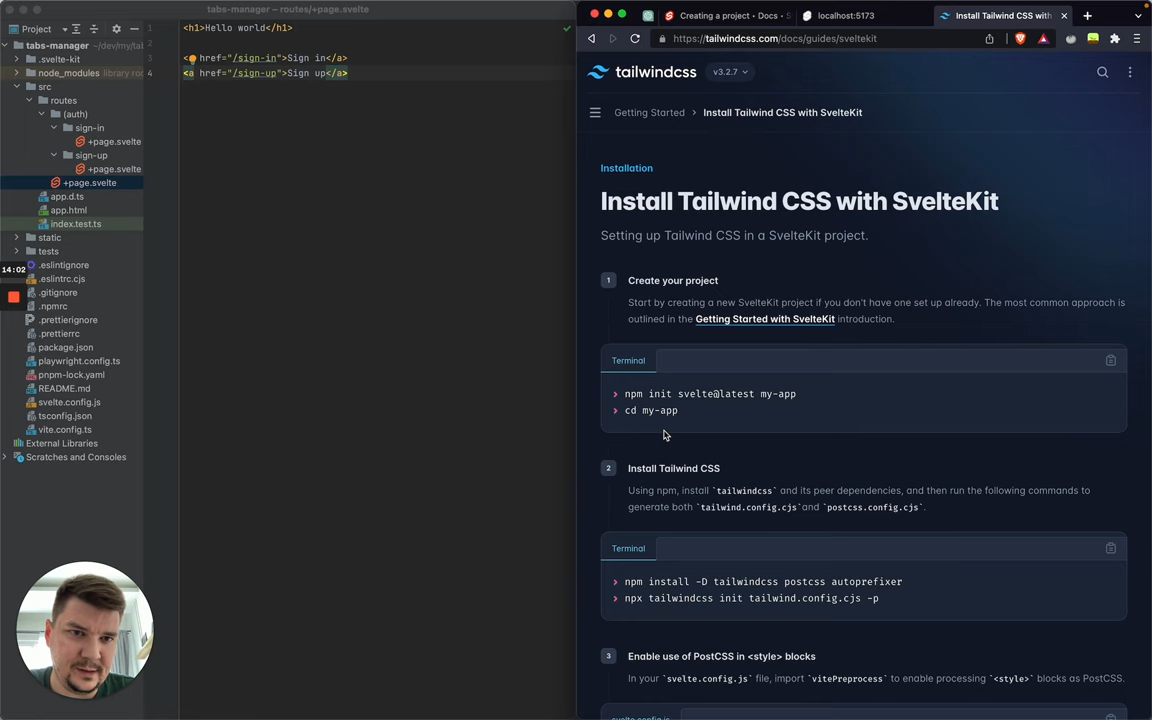 tabs-manager – routes/+page.svelte
Project
tabs-manager ~/dev/my/tab
.svelte-kit
node_modules library roo
src
routes
(auth)
sign-in
+page.svelte
sign-up
+page.svelte
+page.svelte
app.d.ts
app.html
index.test.ts
static
tests
.eslintignore
.eslintrc.cjs
.gitignore
.npmrc
.prettierignore
.prettierrc
package.json
playwright.config.ts
pnpm-lock.yaml
README.md
svelte.config.js
tsconfig.json
vite.config.ts
External Libraries
Scratches and Consoles
14:02
1 <h1>Hello world</h1>
2
3 <a href="/sign-in">Sign in</a>
4 <a href="/sign-up">Sign up</a>
Creating a project • Docs • S
localhost:5173
Install Tailwind CSS with
https://tailwindcss.com/docs/guides/sveltekit
tailwindcss v3.2.7
Getting Started › Install Tailwind CSS with SvelteKit
Installation
Install Tailwind CSS with SvelteKit
Setting up Tailwind CSS in a SvelteKit project.
1 Create your project
Start by creating a new SvelteKit project if you don't have one set up already. The most common approach is
outlined in the Getting Started with SvelteKit introduction.
Terminal
> npm init svelte@latest my-app
> cd my-app
2 Install Tailwind CSS
Using npm, install `tailwindcss` and its peer dependencies, and then run the following commands to
generate both `tailwind.config.cjs` and `postcss.config.cjs`.
Terminal
> npm install -D tailwindcss postcss autoprefixer
> npx tailwindcss init tailwind.config.cjs -p
3 Enable use of PostCSS in <style> blocks
In your `svelte.config.js` file, import `vitePreprocess` to enable processing `<style>` blocks as PostCSS.
svelte.config.js